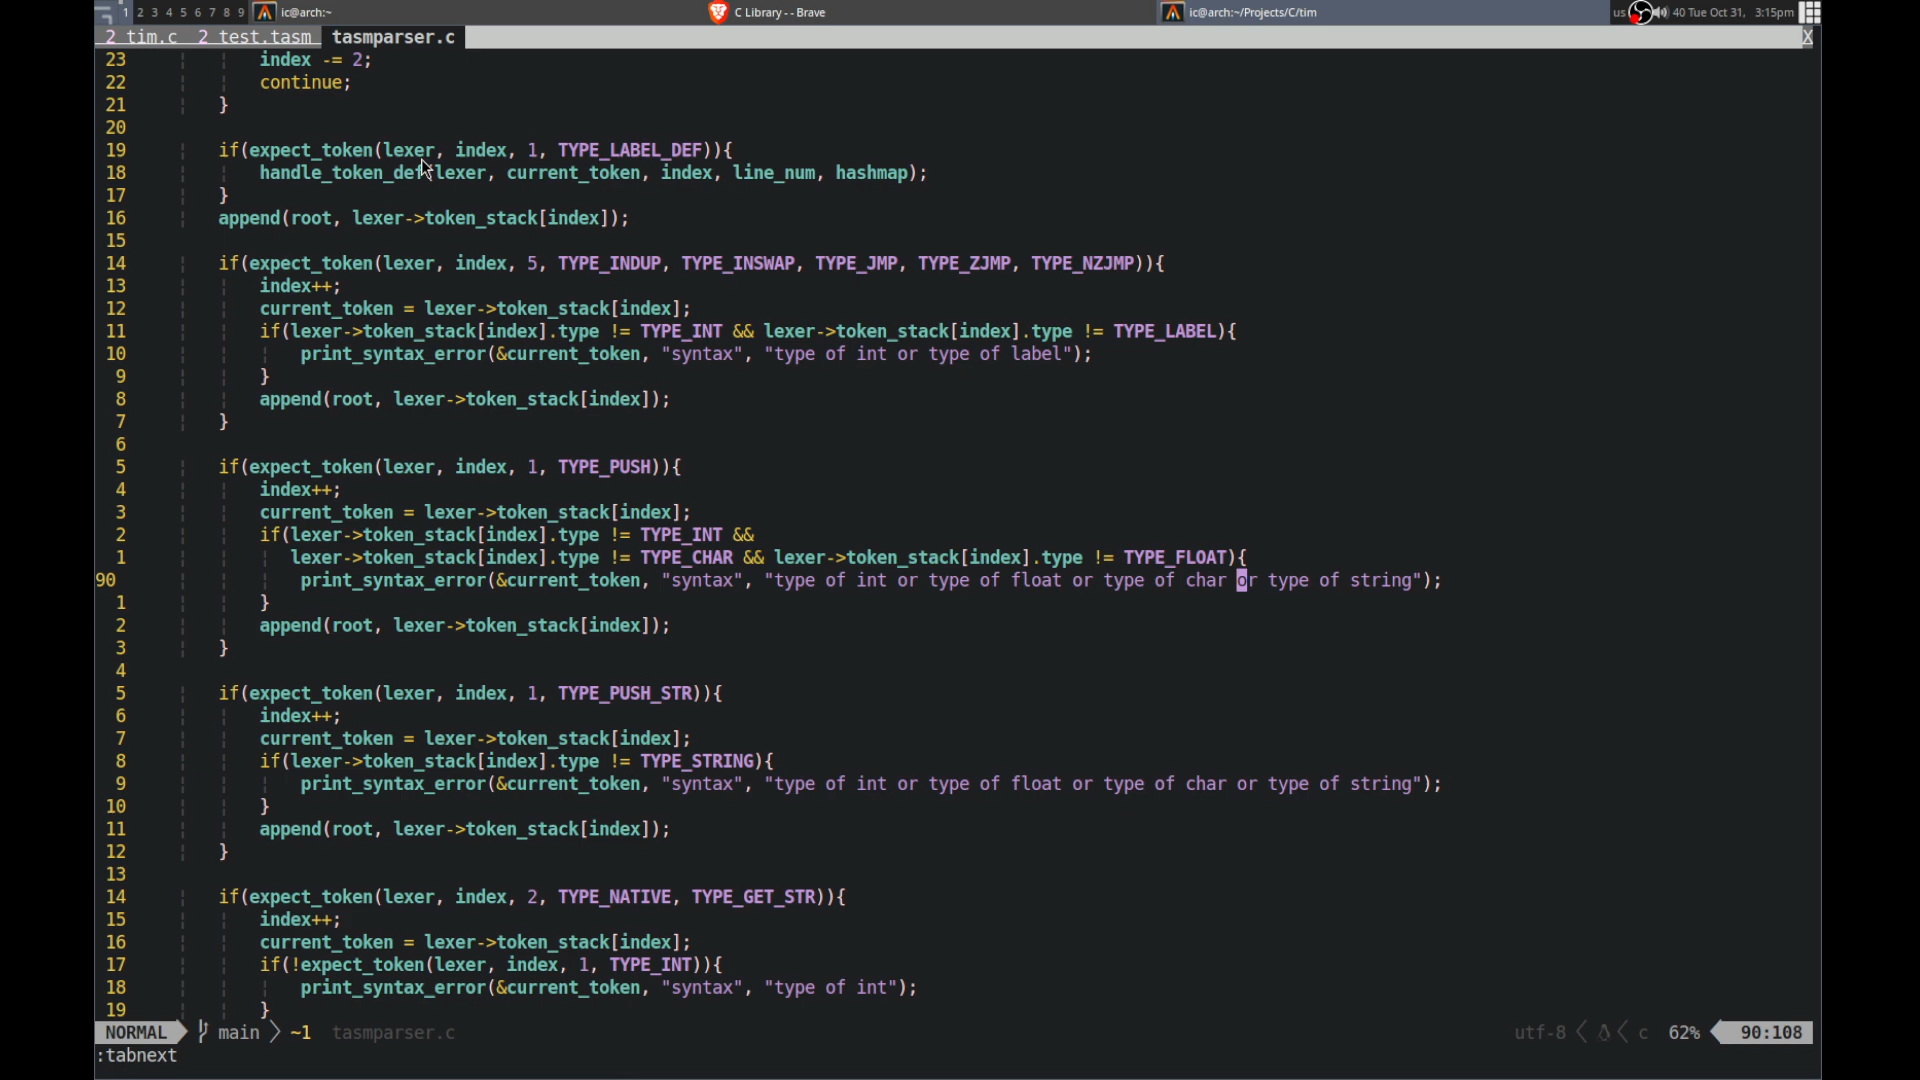 1 2 3 4 5 6 7 8 9 ic@arch:~ C Library - - Brave ic@arch:~/Projects/C/tim us 40 Tue Oct 31, 3:15pm
2 tim.c 2 test.tasm tasmparser.c X
23 index -= 2;
22 continue;
21 }
20
19 if(expect_token(lexer, index, 1, TYPE_LABEL_DEF)){
18 handle_token_def(lexer, current_token, index, line_num, hashmap);
17 }
16 append(root, lexer->token_stack[index]);
15
14 if(expect_token(lexer, index, 5, TYPE_INDUP, TYPE_INSWAP, TYPE_JMP, TYPE_ZJMP, TYPE_NZJMP)){
13 index++;
12 current_token = lexer->token_stack[index];
11 if(lexer->token_stack[index].type != TYPE_INT && lexer->token_stack[index].type != TYPE_LABEL){
10 print_syntax_error(&current_token, "syntax", "type of int or type of label");
9 }
8 append(root, lexer->token_stack[index]);
7 }
6
5 if(expect_token(lexer, index, 1, TYPE_PUSH)){
4 index++;
3 current_token = lexer->token_stack[index];
2 if(lexer->token_stack[index].type != TYPE_INT &&
1 lexer->token_stack[index].type != TYPE_CHAR && lexer->token_stack[index].type != TYPE_FLOAT){
90 print_syntax_error(&current_token, "syntax", "type of int or type of float or type of char or type of string");
1 }
2 append(root, lexer->token_stack[index]);
3 }
4
5 if(expect_token(lexer, index, 1, TYPE_PUSH_STR)){
6 index++;
7 current_token = lexer->token_stack[index];
8 if(lexer->token_stack[index].type != TYPE_STRING){
9 print_syntax_error(&current_token, "syntax", "type of int or type of float or type of char or type of string");
10 }
11 append(root, lexer->token_stack[index]);
12 }
13
14 if(expect_token(lexer, index, 2, TYPE_NATIVE, TYPE_GET_STR)){
15 index++;
16 current_token = lexer->token_stack[index];
17 if(!expect_token(lexer, index, 1, TYPE_INT)){
18 print_syntax_error(&current_token, "syntax", "type of int");
19 }
NORMAL main ~1 tasmparser.c utf-8 c 62% 90:108
:tabnext